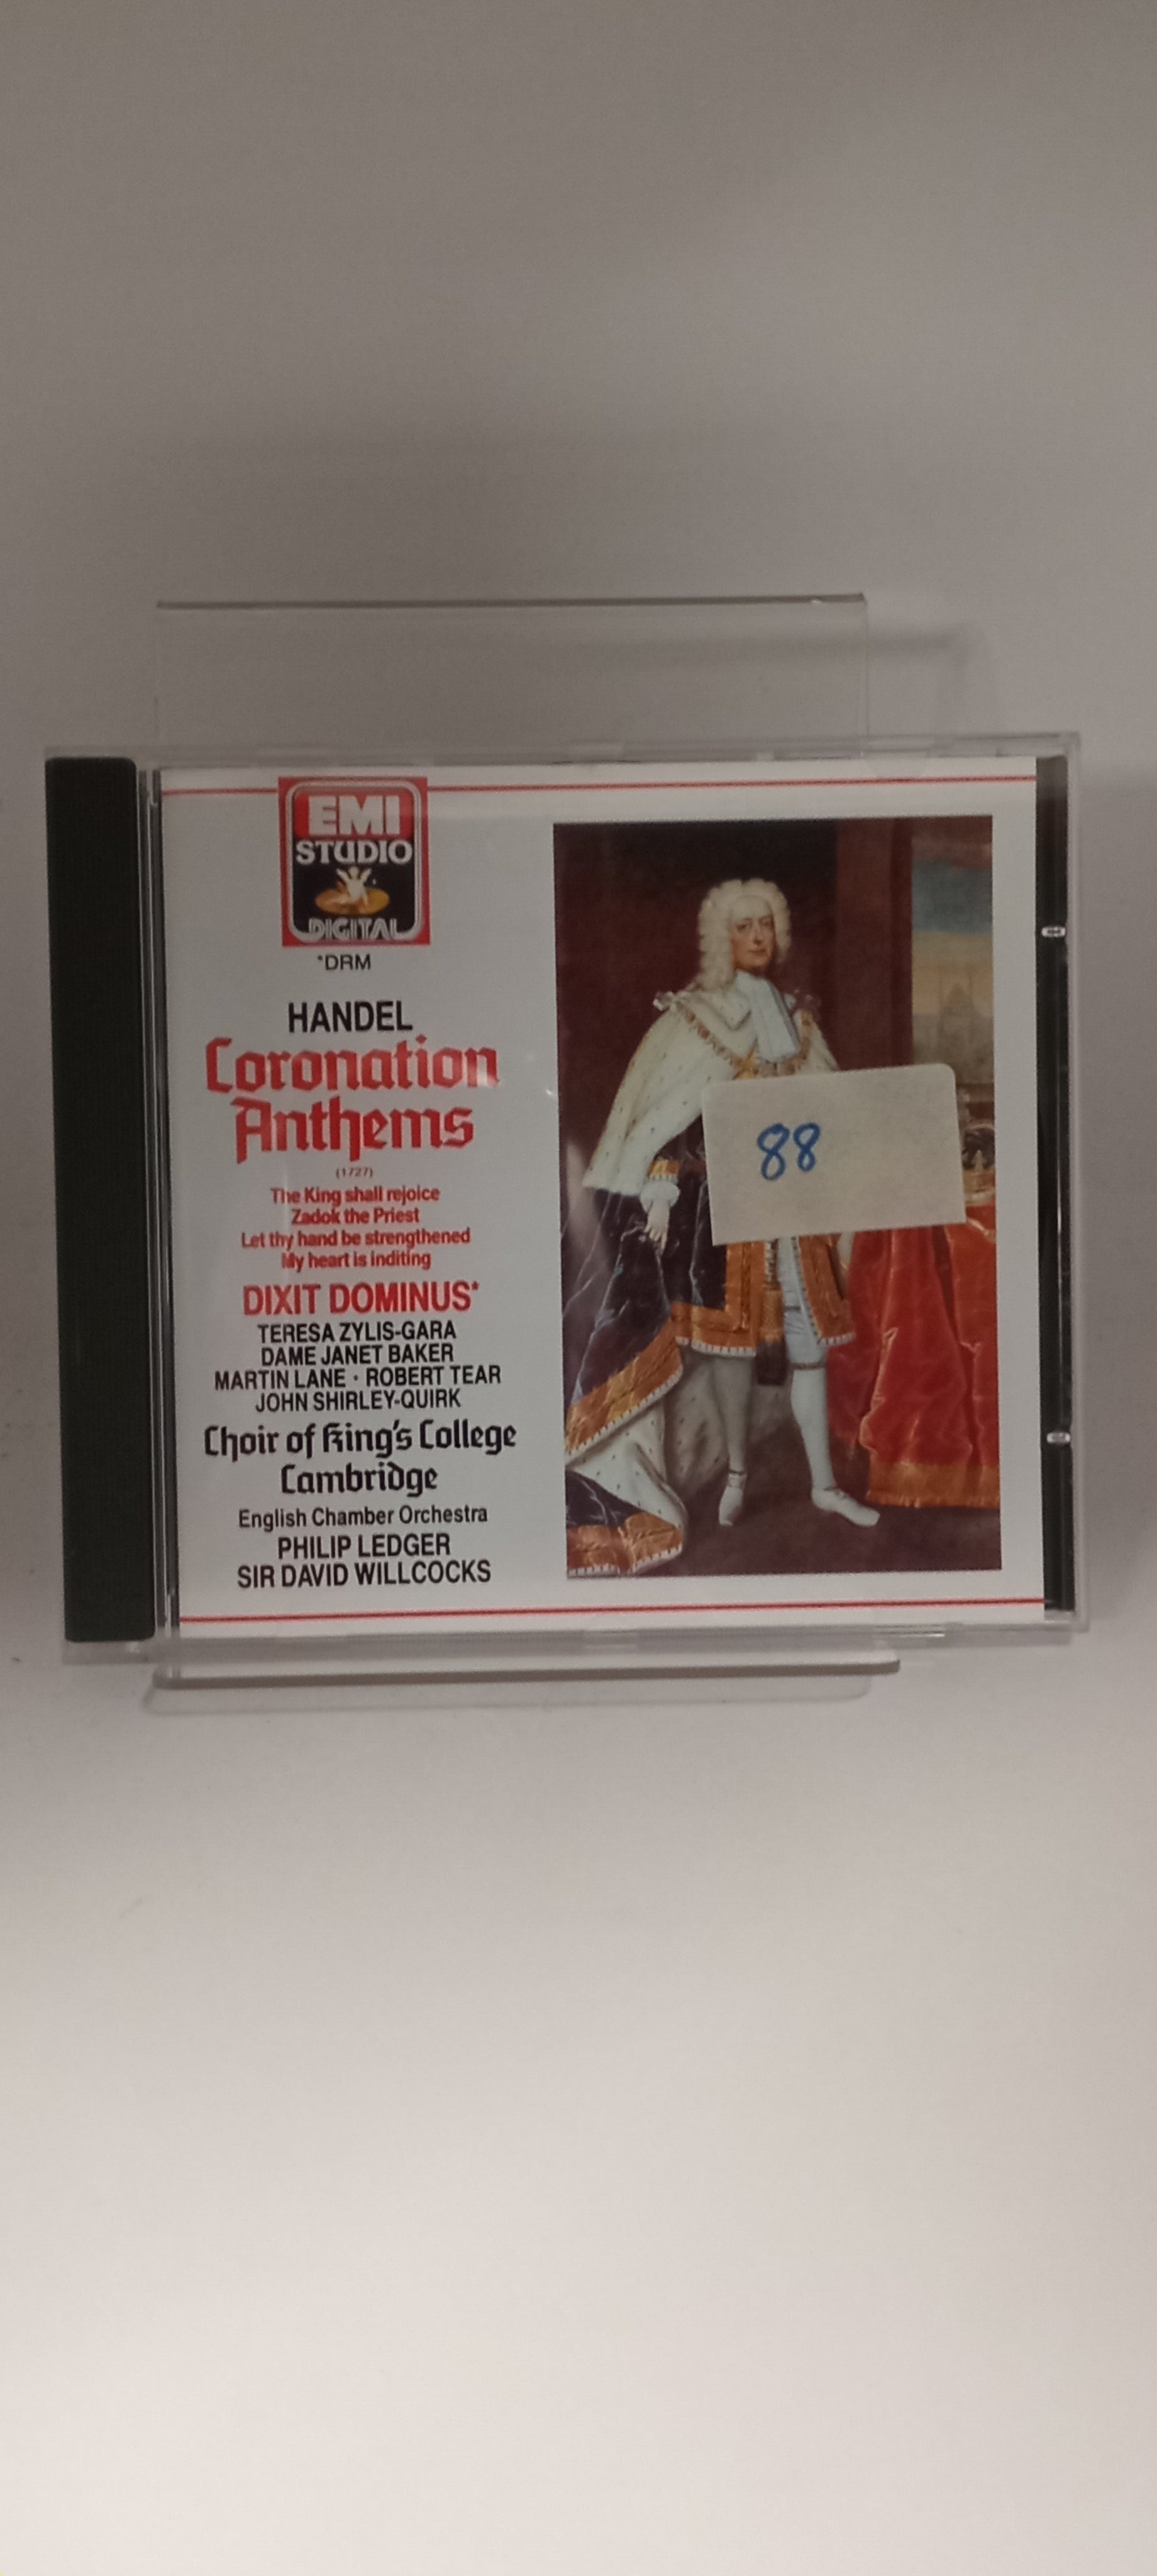 EMI
STUDIO
DIGITAL
*DRM
HANDEL
Coronation
Anthems
(1727)
The King shall rejoice
Zadok the Priest
Let thy hand be strengthened
My heart is inditing
DIXIT DOMINUS*
TERESA ZYLIS-GARA
DAME JANET BAKER
MARTIN LANE · ROBERT TEAR
JOHN SHIRLEY-QUIRK
Choir of King's College
Cambridge
English Chamber Orchestra
PHILIP LEDGER
SIR DAVID WILLCOCKS
88